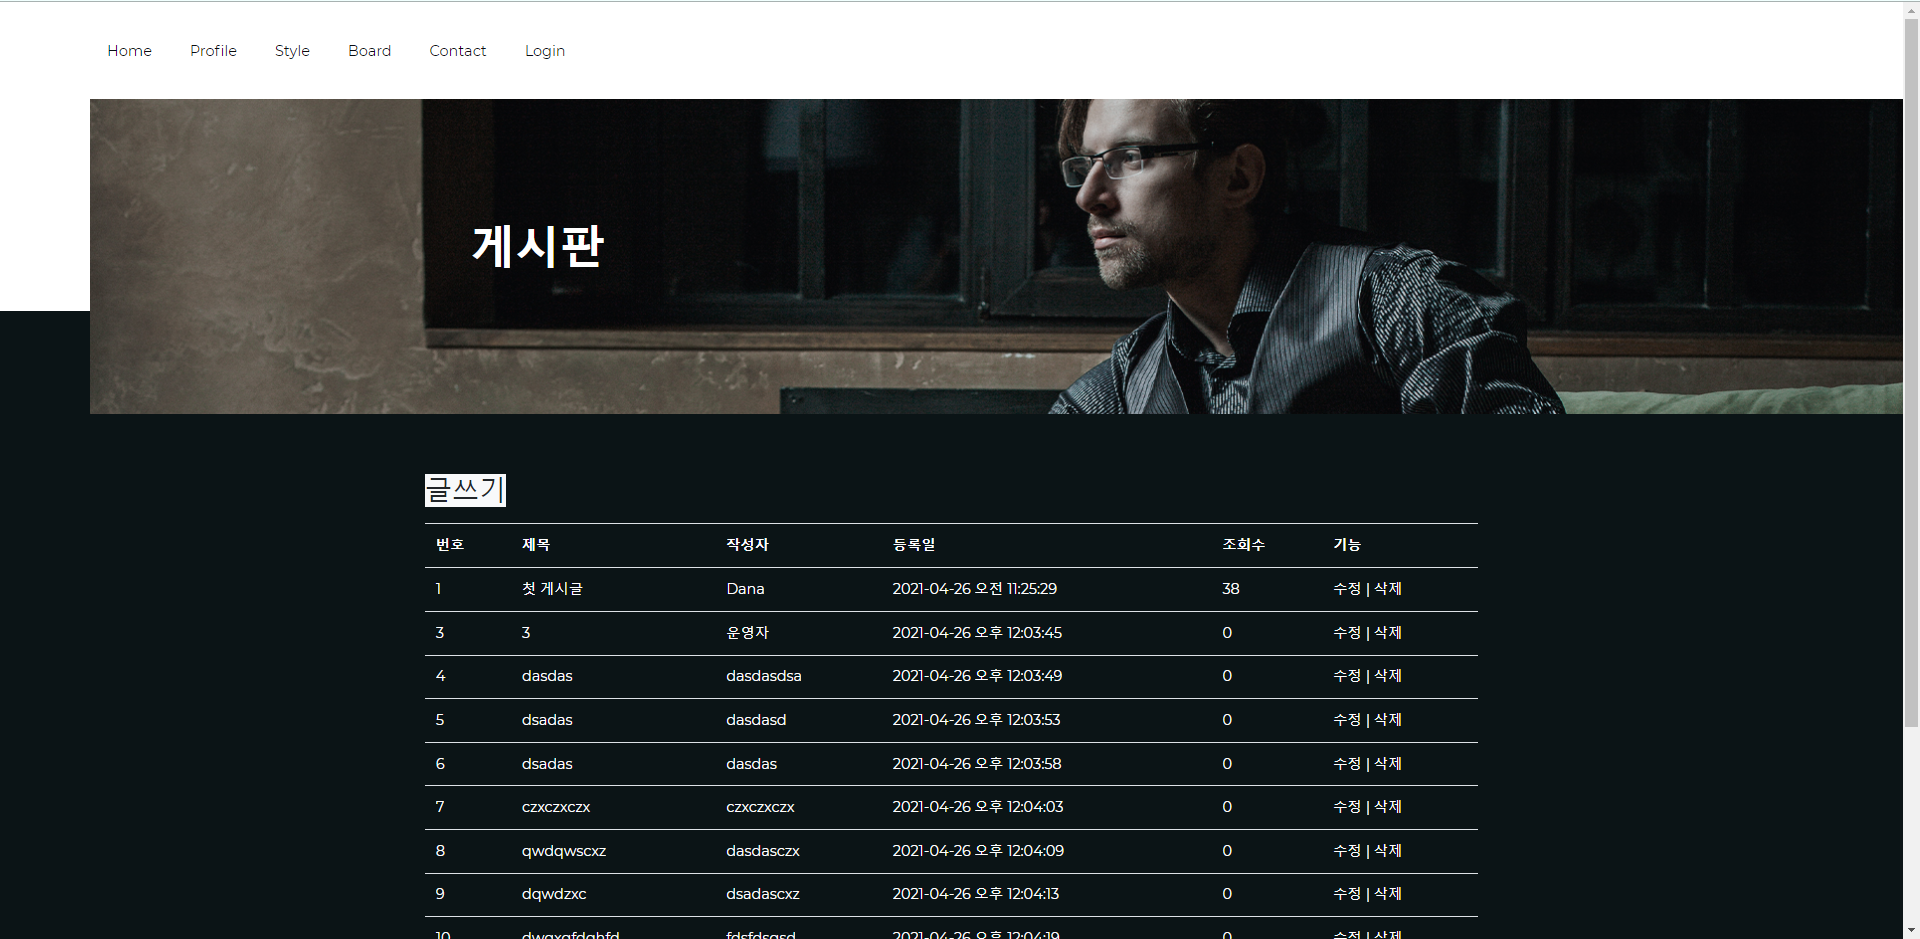 Home Profile Style Board Contact Login
게시판
글쓰기
번호 제목 작성자 등록일 조회수 기능
1 첫 게시글 Dana 2021-04-26 오전 11:25:29 38 수정 | 삭제
3 3 운영자 2021-04-26 오후 12:03:45 0 수정 | 삭제
4 dasdas dasdasdsa 2021-04-26 오후 12:03:49 0 수정 | 삭제
5 dsadas dasdasd 2021-04-26 오후 12:03:53 0 수정 | 삭제
6 dsadas dasdas 2021-04-26 오후 12:03:58 0 수정 | 삭제
7 czxczxczx czxczxczx 2021-04-26 오후 12:04:03 0 수정 | 삭제
8 qwdqwscxz dasdasczx 2021-04-26 오후 12:04:09 0 수정 | 삭제
9 dqwdzxc dsadascxz 2021-04-26 오후 12:04:13 0 수정 | 삭제
10 2021-04-26 오후 12:04:19 0 수정 | 삭제